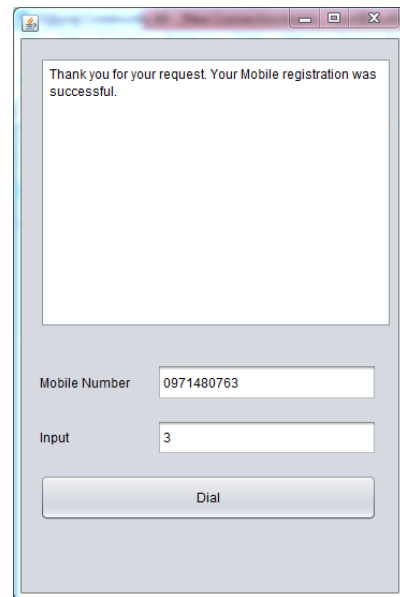 Thank you for your request. Your Mobile registration was
successful.
Mobile Number
0971480763
Input
3
Dial